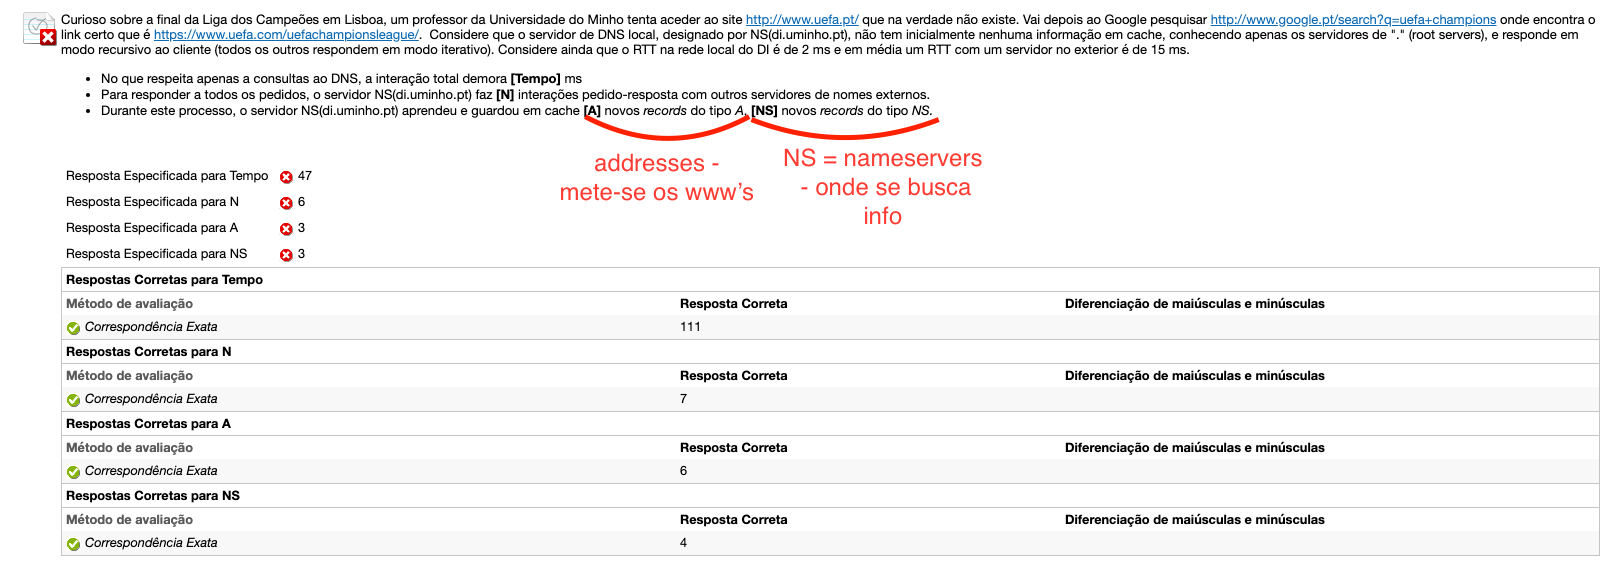 Curioso sobre a final da Liga dos Campeões em Lisboa, um professor da Universidade do Minho tenta aceder ao site http://www.uefa.pt/ que na verdade não existe. Vai depois ao Google pesquisar http://www.google.pt/search?q=uefa+champions onde encontra o
link certo que é https://www.uefa.com/uefachampionsleague/. Considere que o servidor de DNS local, designado por NS(di.uminho.pt), não tem inicialmente nenhuma informação em cache, conhecendo apenas os servidores de "." (root servers), e responde em
modo recursivo ao cliente (todos os outros respondem em modo iterativo). Considere ainda que o RTT na rede local do DI é de 2 ms e em média um RTT com um servidor no exterior é de 15 ms.
• No que respeita apenas a consultas ao DNS, a interação total demora [Tempo] ms
• Para responder a todos os pedidos, o servidor NS(di.uminho.pt) faz [N] interações pedido-resposta com outros servidores de nomes externos.
• Durante este processo, o servidor NS(di.uminho.pt) aprendeu e guardou em cache [A] novos records do tipo A, [NS] novos records do tipo NS.
addresses -
mete-se os www's
NS = nameservers
- onde se busca
info
Resposta Especificada para Tempo 47
Resposta Especificada para N 6
Resposta Especificada para A 3
Resposta Especificada para NS 3
Respostas Corretas para Tempo
Método de avaliação Resposta Correta Diferenciação de maiúsculas e minúsculas
Correspondência Exata 111
Respostas Corretas para N
Método de avaliação Resposta Correta Diferenciação de maiúsculas e minúsculas
Correspondência Exata 7
Respostas Corretas para A
Método de avaliação Resposta Correta Diferenciação de maiúsculas e minúsculas
Correspondência Exata 6
Respostas Corretas para NS
Método de avaliação Resposta Correta Diferenciação de maiúsculas e minúsculas
Correspondência Exata 4